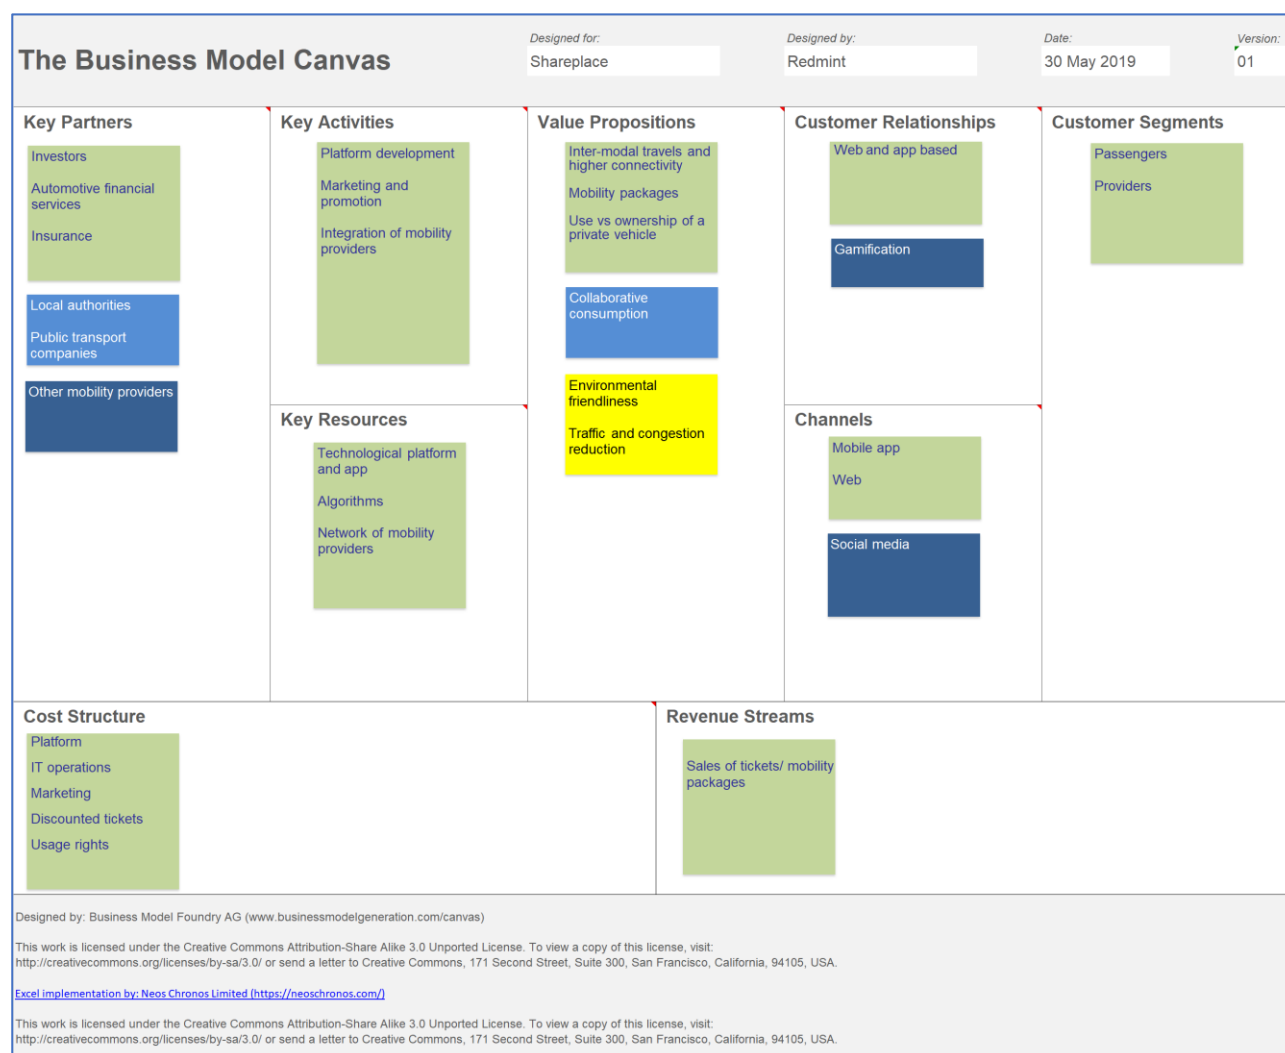 The Business Model Canvas
Designed for:
Shareplace
Designed by:
Redmint
Date:
30 May 2019
Version:
01
Key Partners
Investors
Automotive financial
services
Insurance
Local authorities
Public transport
companies
Other mobility providers
Key Activities
Platform development
Marketing and
promotion
Integration of mobility
providers
Key Resources
Technological platform
and app
Algorithms
Network of mobility
providers
Value Propositions
Inter-modal travels and
higher connectivity
Mobility packages
Use vs ownership of a
private vehicle
Collaborative
consumption
Environmental
friendliness
Traffic and congestion
reduction
Customer Relationships
Web and app based
Gamification
Channels
Mobile app
Web
Social media
Customer Segments
Passengers
Providers
Cost Structure
Platform
IT operations
Marketing
Discounted tickets
Usage rights
Revenue Streams
Sales of tickets/ mobility
packages
Designed by: Business Model Foundry AG (www.businessmodelgeneration.com/canvas)
This work is licensed under the Creative Commons Attribution-Share Alike 3.0 Unported License. To view a copy of this license, visit:
http://creativecommons.org/licenses/by-sa/3.0/ or send a letter to Creative Commons, 171 Second Street, Suite 300, San Francisco, California, 94105, USA.
Excel implementation by: Neos Chronos Limited (https://neoschronos.com/)
This work is licensed under the Creative Commons Attribution-Share Alike 3.0 Unported License. To view a copy of this license, visit:
http://creativecommons.org/licenses/by-sa/3.0/ or send a letter to Creative Commons, 171 Second Street, Suite 300, San Francisco, California, 94105, USA.